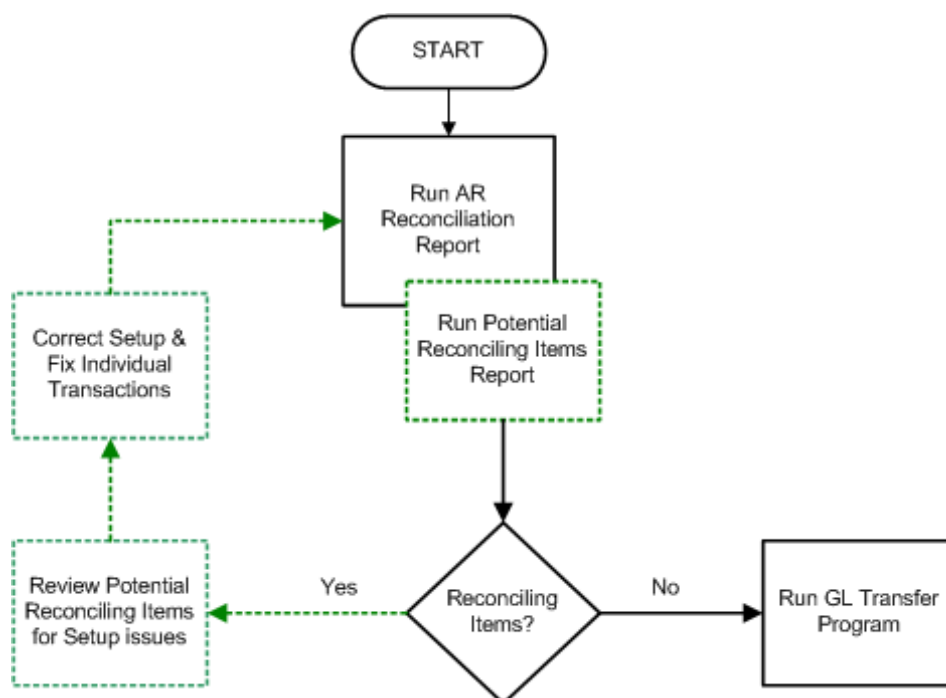 START
Run AR
Reconciliation
Report
Run Potential
Reconciling Items
Report
Correct Setup &
Fix Individual
Transactions
Review Potential
Reconciling Items
for Setup issues
Yes
Reconciling
Items?
No
Run GL Transfer
Program